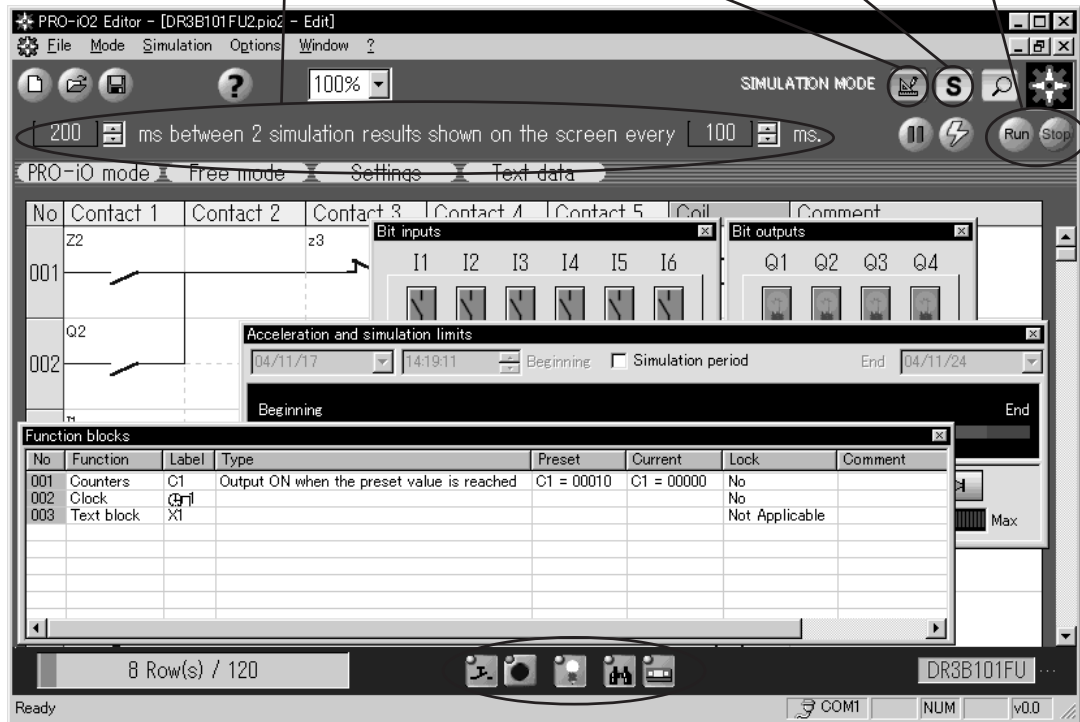 PRO-iO2 Editor - [DR3B101FU2.pio2 - Edit]
File Mode Simulation Options Window ?
100% SIMULATION MODE S
200 ms between 2 simulation results shown on the screen every 100 ms. Run Stop
PRO-iO mode Free mode Settings Text data
No Contact 1 Contact 2 Contact 3 Contact 4 Contact 5 Coil Comment
Z2 z3
001
Bit inputs
I1 I2 I3 I4 I5 I6
Bit outputs
Q1 Q2 Q3 Q4
Q2
002
Acceleration and simulation limits
04/11/17 14:19:11 Beginning Simulation period End 04/11/24
Beginning End
Max
Function blocks
No Function Label Type Preset Current Lock Comment
001 Counters C1 Output ON when the preset value is reached C1 = 00010 C1 = 00000 No
002 Clock 1 No
003 Text block X1 Not Applicable
8 Row(s) / 120 DR3B101FU ...
Ready COM1 NUM v0.0